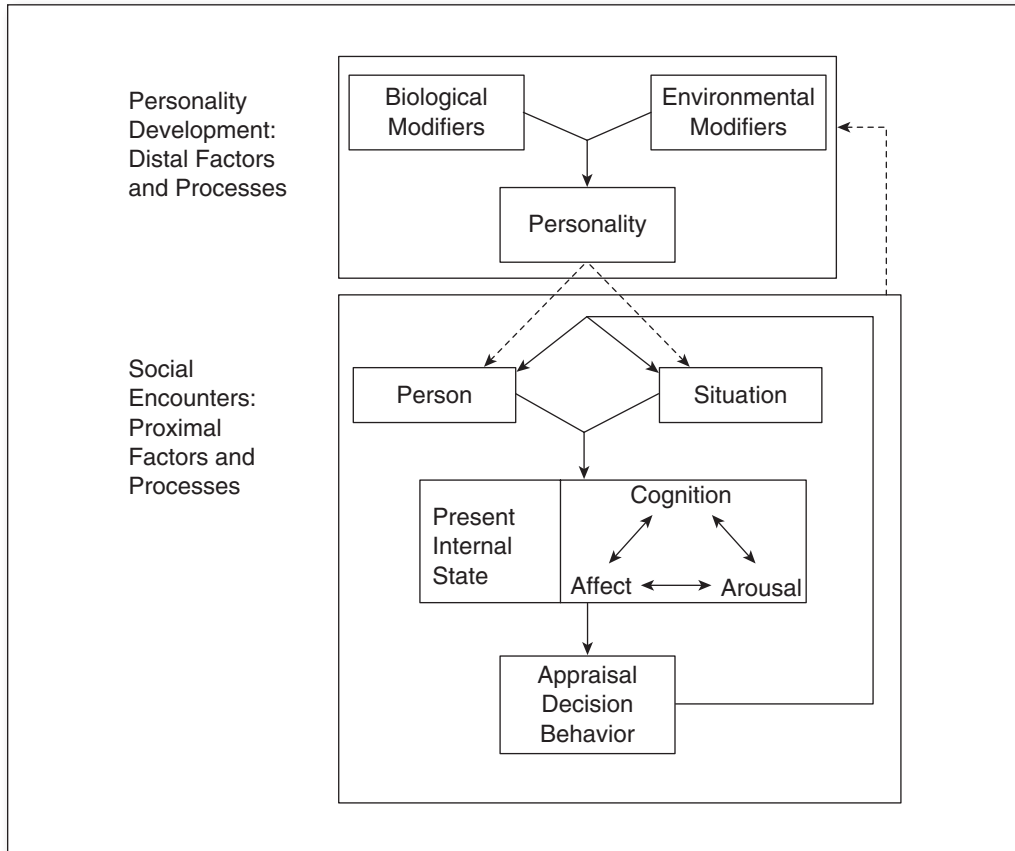 Personality
Development:
Distal Factors
and Processes
Biological
Modifiers
Environmental
Modifiers
Personality
Social
Encounters:
Proximal
Factors and
Processes
Person
Situation
Present
Internal
State
Cognition
Affect
Arousal
Appraisal
Decision
Behavior